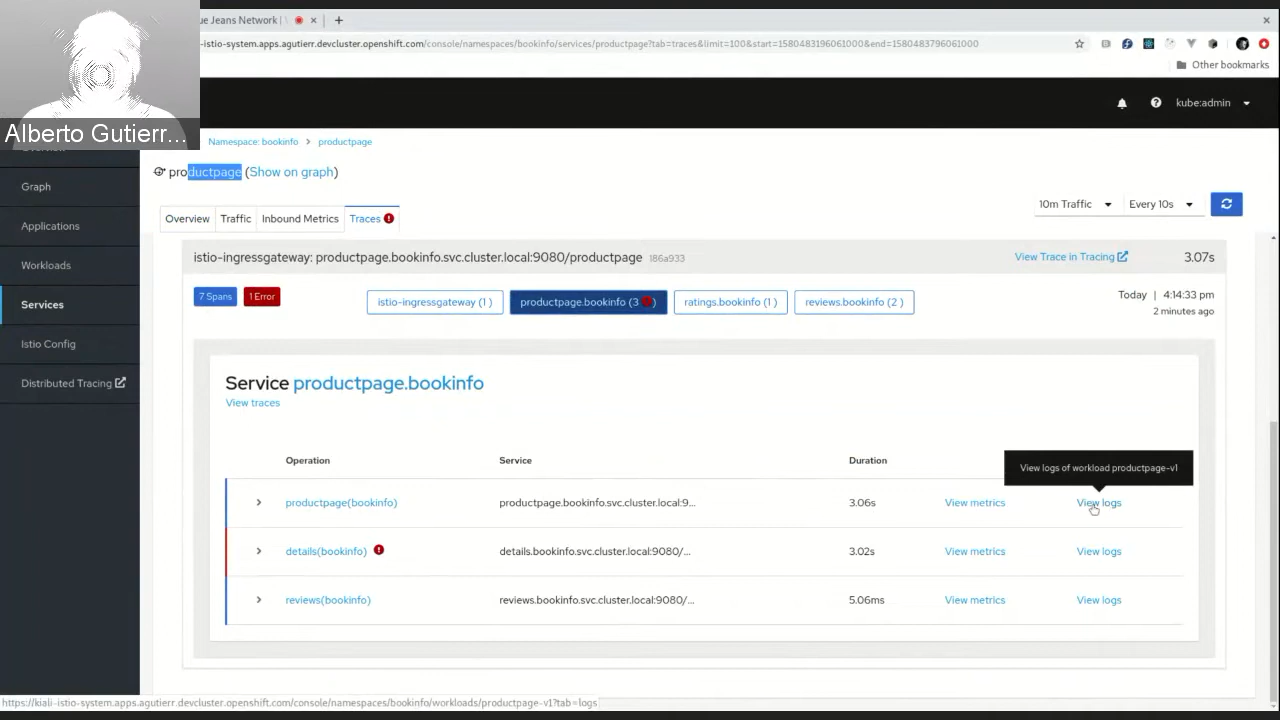 ue Jeans Network |
-istio-system.apps.agutierr.devcluster.openshift.com/console/namespaces/bookinfo/services/productpage?tab=traces&limit=100&start=1580483196061000&end=1580483796061000
Other bookmarks
Alberto Gutierr...
kube:admin
Namespace: bookinfo > productpage
productpage (Show on graph)
Graph
Applications
Workloads
Services
Istio Config
Distributed Tracing
10m Traffic
Every 10s
Overview
Traffic
Inbound Metrics
Traces
istio-ingressgateway: productpage.bookinfo.svc.cluster.local:9080/productpage 186a933
View Trace in Tracing
3.07s
7 Spans
1 Error
istio-ingressgateway (1 )
productpage.bookinfo (3
ratings.bookinfo (1 )
reviews.bookinfo (2 )
Today | 4:14:33 pm
2 minutes ago
Service productpage.bookinfo
View traces
Operation Service Duration
View logs of workload productpage-v1
productpage(bookinfo) productpage.bookinfo.svc.cluster.local:9... 3.06s View metrics View logs
details(bookinfo) details.bookinfo.svc.cluster.local:9080/... 3.02s View metrics View logs
reviews(bookinfo) reviews.bookinfo.svc.cluster.local:9080/... 5.06ms View metrics View logs
https://kiali-istio-system.apps.agutierr.devcluster.openshift.com/console/namespaces/bookinfo/workloads/productpage-v1?tab=logs